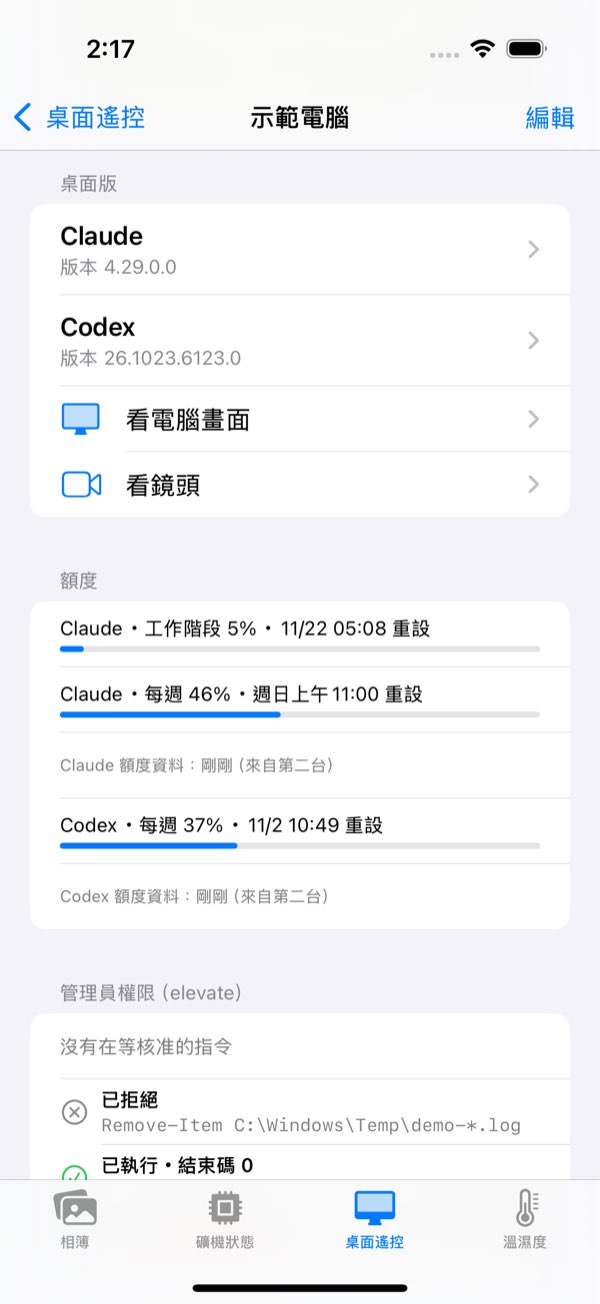 2:17
桌面遙控
示範電腦
編輯
桌面版
Claude
版本 4.29.0.0
Codex
版本 26.1023.6123.0
看電腦畫面
看鏡頭
額度
Claude・工作階段 5%・ 11/22 05:08 重設
Claude・每週 46%・週日上午11:00 重設
Claude 額度資料：剛剛 (來自第二台)
Codex・每週 37%・ 11/2 10:49 重設
Codex 額度資料：剛剛 (來自第二台)
管理員權限 (elevate)
沒有在等核准的指令
已拒絕
Remove-Item C:\Windows\Temp\demo-*.log
已執行・結束碼 0
相簿
礦機狀態
桌面遙控
溫濕度